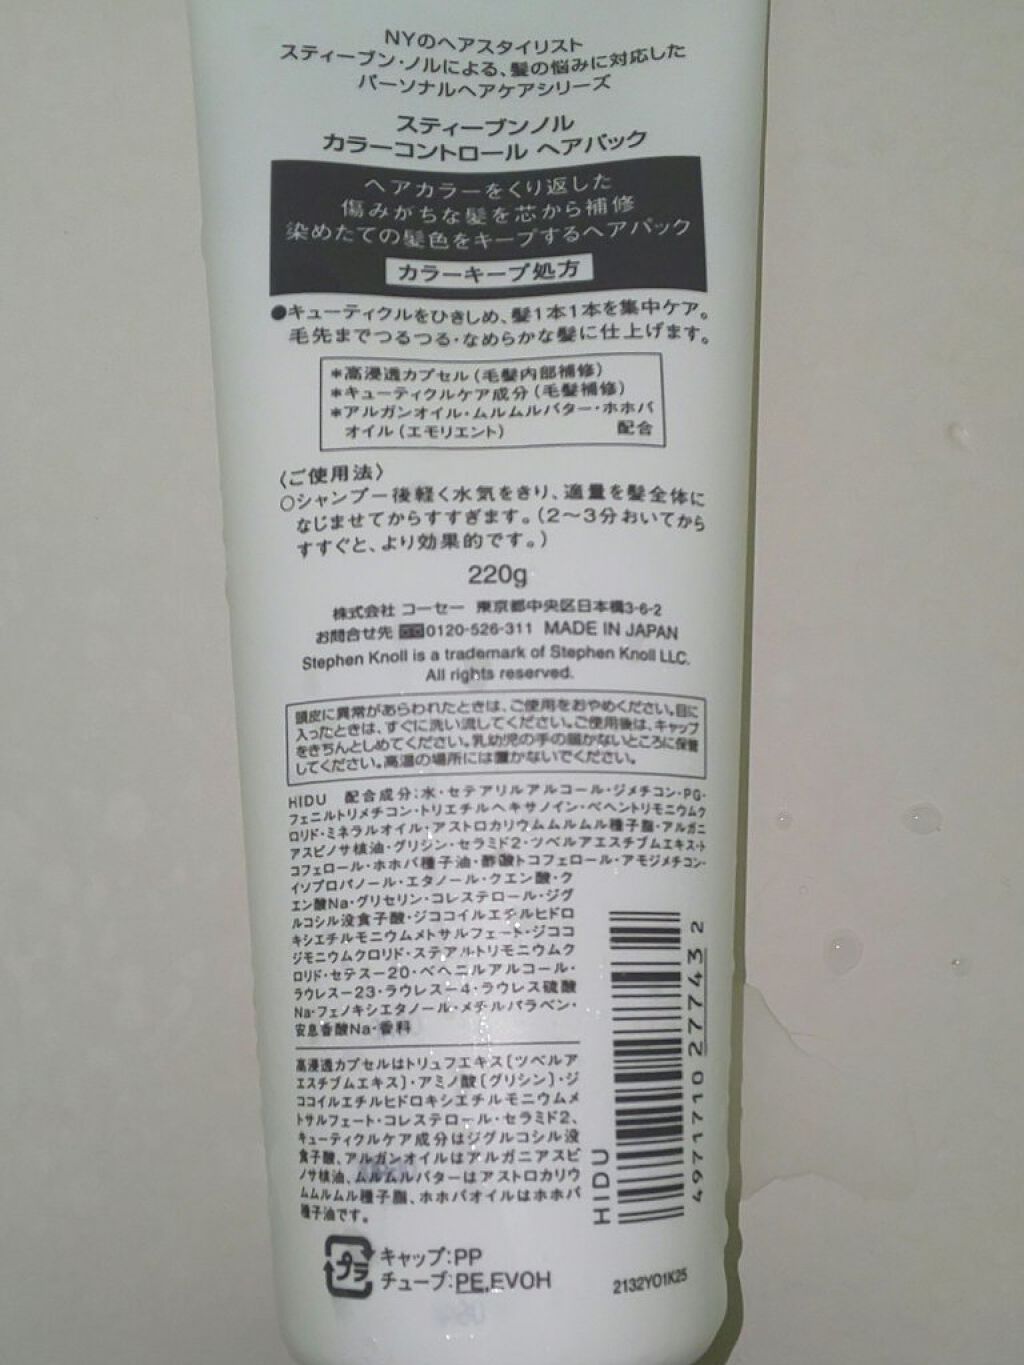 NYのヘアスタイリスト
スティーブン・ノルによる、髪の悩みに対応した
パーソナルヘアケアシリーズ
スティーブンノル
カラーコントロール ヘアパック
ヘアカラーをくり返した
傷みがちな髪を芯から補修
染めたての髪色をキープするヘアパック
カラーキープ処方
●キューティクルをひきしめ、髪1本1本を集中ケア。
毛先までつるつる・なめらかな髪に仕上げます。
*高浸透カプセル（毛髪内部補修）
*キューティクルケア成分（毛髪補修）
*アルガンオイル・ムルムルバター・ホホバ
オイル（エモリエント） 配合
〈ご使用法〉
○シャンプー後軽く水気をきり、適量を髪全体に
なじませてからすすぎます。（2～3分おいてから
すすぐと、より効果的です。）
220g
株式会社 コーセー 東京都中央区日本橋3-6-2
お問合せ先 0120-526-311 MADE IN JAPAN
Stephen Knoll is a trademark of Stephen Knoll LLC.
All rights reserved.
頭皮に異常があらわれたときは、ご使用をおやめください。目に
入ったときは、すぐに洗い流してください。ご使用後は、キャップ
をきちんとしめてください。乳幼児の手の届かないところに保管
してください。高温の場所には置かないでください。
HIDU 配合成分：水・セテアリルアルコール・ジメチコン・PG-
フェニルトリメチコン・トリエチルヘキサノイン・ベヘントリモニウムク
ロリド・ミネラルオイル・アストロカリウムムルムル種子脂・アルガニ
アスピノサ核油・グリシン・セラミド2・ツベルアエスチブムエキス・ト
コフェロール・ホホバ種子油・酢酸トコフェロール・アモジメチコン・
イソプロパノール・エタノール・クエン酸・ク
エン酸Na・グリセリン・コレステロール・ジグ
ルコシル没食子酸・ジココイルエチルヒドロ
キシエチルモニウムメトサルフェート・ジココ
ジモニウムクロリド・ステアルトリモニウムク
ロリド・セテス－20・ベヘニルアルコール・
ラウレス－23・ラウレス－4・ラウレス硫酸
Na・フェノキシエタノール・メチルパラベン・
安息香酸Na・香料
高浸透カプセルはトリュフエキス〔ツベルア
エスチブムエキス〕・アミノ酸〔グリシン〕・ジ
ココイルエチルヒドロキシエチルモニウムメ
トサルフェート・コレステロール・セラミド2、
キューティクルケア成分はジグルコシル没
食子酸、アルガンオイルはアルガニアスピ
ノサ核油、ムルムルバターはアストロカリウ
ムムルムル種子脂、ホホバオイルはホホバ
種子油です。
HIDU
4971710277432
プラ
キャップ：PP
チューブ：PE,EVOH
2132YO1K25